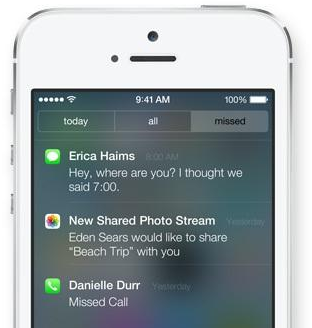 9:41 AM
100%
today all missed
Erica Haims 8:00 AM
Hey, where are you? I thought we
said 7:00.
New Shared Photo Stream Yesterday
Eden Sears would like to share
“Beach Trip” with you
Danielle Durr Yesterday
Missed Call